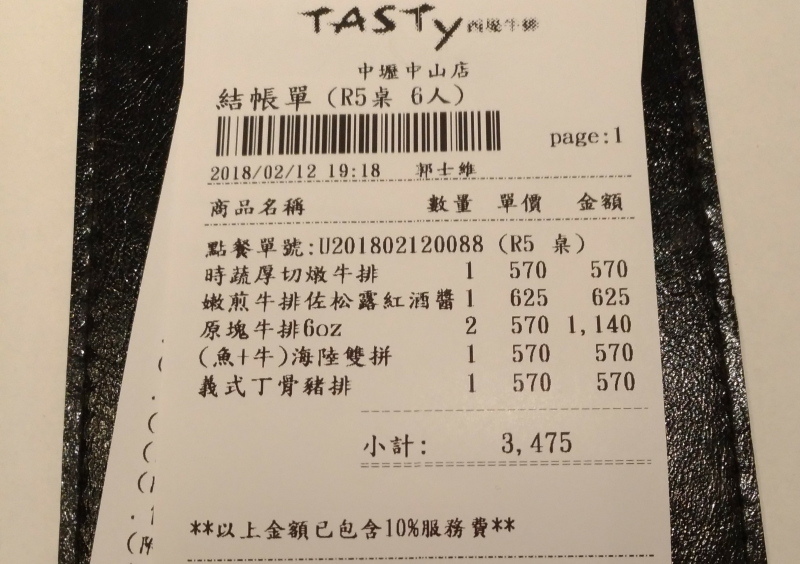 TASTy 西堤牛排
中壢中山店
結帳單 (R5桌 6人)
page:1
2018/02/12 19:18 郭士維
商品名稱 數量 單價 金額
點餐單號:U201802120088 (R5 桌)
時蔬厚切燉牛排 1 570 570
嫩煎牛排佐松露紅酒醬 1 625 625
原塊牛排6oz 2 570 1,140
(魚+牛)海陸雙拼 1 570 570
義式丁骨豬排 1 570 570
小計: 3,475
**以上金額已包含10%服務費**